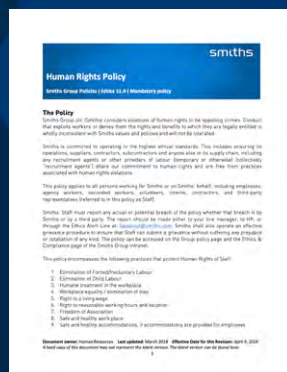 smiths
Human Rights Policy
Smiths Group Policies | Ethics 11.4 | Mandatory policy
The Policy
Smiths Group plc (Smiths) considers violations of human rights to be appalling crimes. Conduct
that exploits workers or denies them the rights and benefits to which they are legally entitled is
wholly inconsistent with Smiths values and policies and will not be tolerated.
Smiths is committed to operating to the highest ethical standards. This includes ensuring its
operations, suppliers, contractors, subcontractors and anyone else in its supply chain, including
any recruitment agents or other providers of labour (temporary or otherwise) (collectively
"recruitment agents") share our commitment to human rights and are free from practices
associated with human rights violations.
This policy applies to all persons working for Smiths or on Smiths' behalf, including employees,
agency workers, seconded workers, volunteers, interns, contractors, and third-party
representatives (referred to in this policy as Staff).
Smiths Staff must report any actual or potential breach of the policy whether that breach is by
Smiths or by a third party. The report should be made either to your line manager, to HR, or
through the Ethics Alert Line at Smiths shall also operate an effective
grievance procedure to ensure that Staff can submit a grievance without suffering any prejudice
or retaliation of any kind. The policy can be accessed on the Group policy page and the Ethics &
Compliance page of the Smiths Group intranet.
This policy encompasses the following practices that protect Human Rights of Staff:
1. Elimination of Forced/Involuntary Labour
2. Elimination of Child Labour
3. Humane treatment in the workplace
4. Workplace equality / elimination of bias
5. Right to a living wage
6. Right to reasonable working hours and vacation
7. Freedom of Association
8. Safe and healthy work place
9. Safe and healthy accommodations, if accommodations are provided for employees
Document owner: Human Resources Last updated: March 2018 Effective Date for this Revision: April 9, 2018
A hard copy of this document may not represent the latest version. The latest version can be found here.